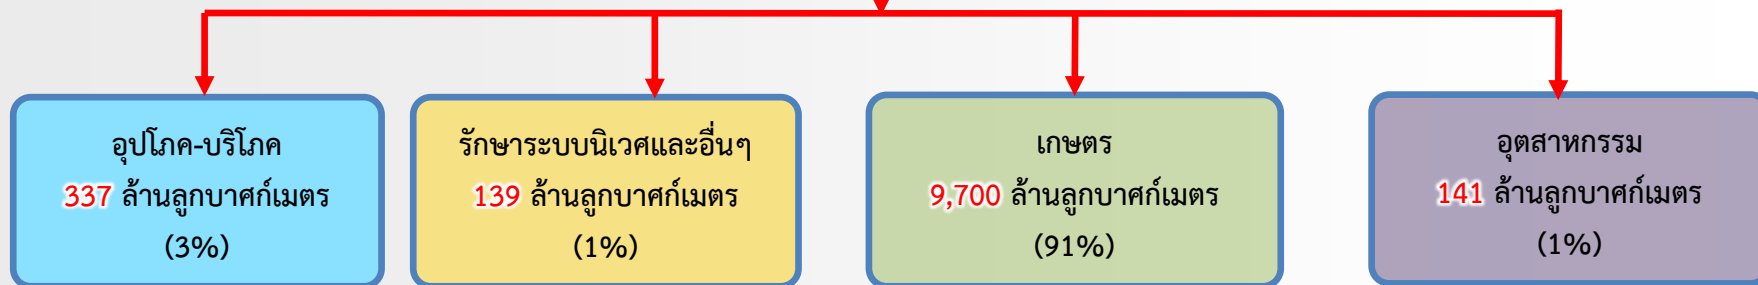 อุปโภค-บริโภค
337 ล้านลูกบาศก์เมตร
(3%)
รักษาระบบนิเวศและอื่นๆ
139 ล้านลูกบาศก์เมตร
(1%)
เกษตร
9,700 ล้านลูกบาศก์เมตร
(91%)
อุตสาหกรรม
141 ล้านลูกบาศก์เมตร
(1%)